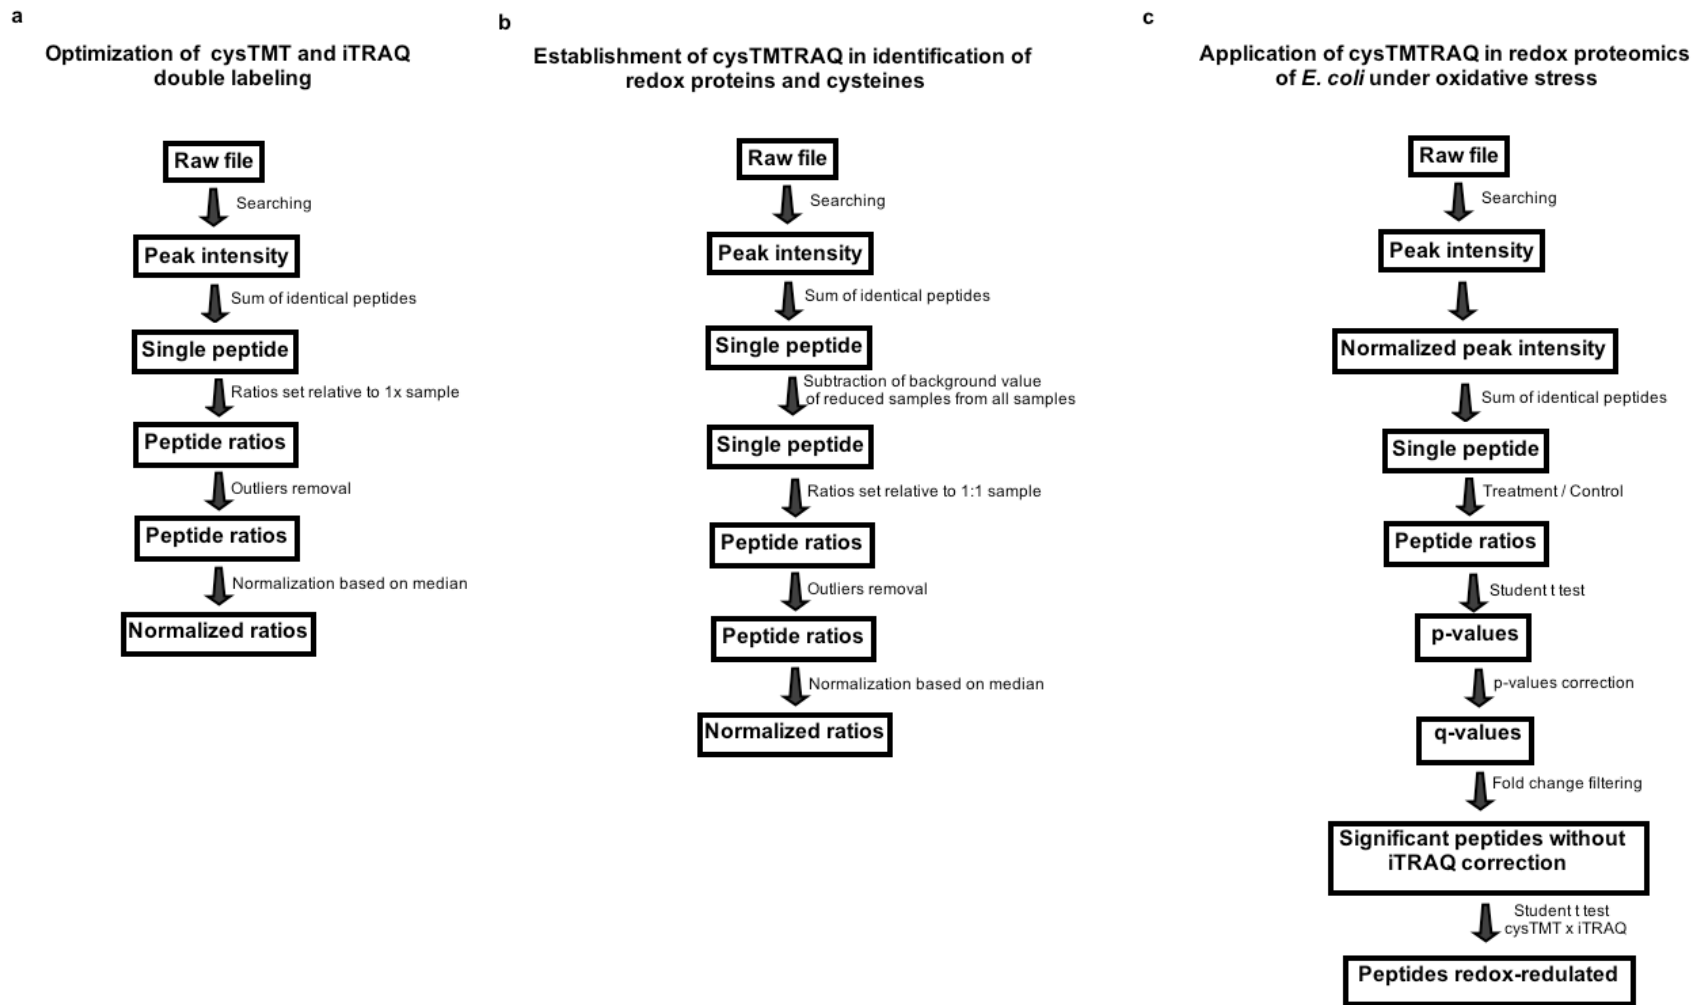 a
Optimization of cysTMT and iTRAQ
double labeling
Raw file
Searching
Peak intensity
Sum of identical peptides
Single peptide
Ratios set relative to 1x sample
Peptide ratios
Outliers removal
Peptide ratios
Normalization based on median
Normalized ratios
b
Establishment of cysTMTRAQ in identification of
redox proteins and cysteines
Raw file
Searching
Peak intensity
Sum of identical peptides
Single peptide
Subtraction of background value
of reduced samples from all samples
Single peptide
Ratios set relative to 1:1 sample
Peptide ratios
Outliers removal
Peptide ratios
Normalization based on median
Normalized ratios
c
Application of cysTMTRAQ in redox proteomics
of E. coli under oxidative stress
Raw file
Searching
Peak intensity
Normalized peak intensity
Sum of identical peptides
Single peptide
Treatment / Control
Peptide ratios
Student t test
p-values
p-values correction
q-values
Fold change filtering
Significant peptides without
iTRAQ correction
Student t test
cysTMT x iTRAQ
Peptides redox-redulated